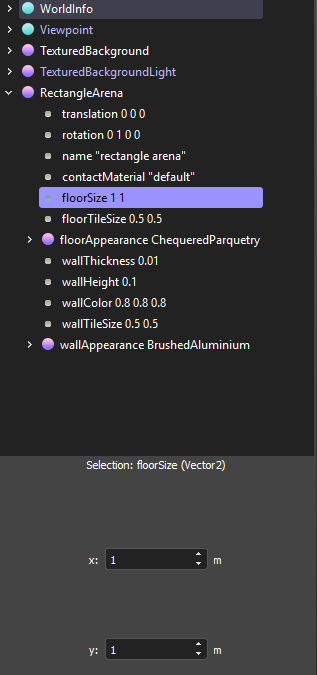 WorldInfo
Viewpoint
TexturedBackground
TexturedBackgroundLight
RectangleArena
translation 0 0 0
rotation 0 1 0 0
name "rectangle arena"
contactMaterial "default"
floorSize 1 1
floorTileSize 0.5 0.5
floorAppearance ChequeredParquetry
wallThickness 0.01
wallHeight 0.1
wallColor 0.8 0.8 0.8
wallTileSize 0.5 0.5
wallAppearance BrushedAluminium
Selection: floorSize (Vector2)
x: 1 m
y: 1 m